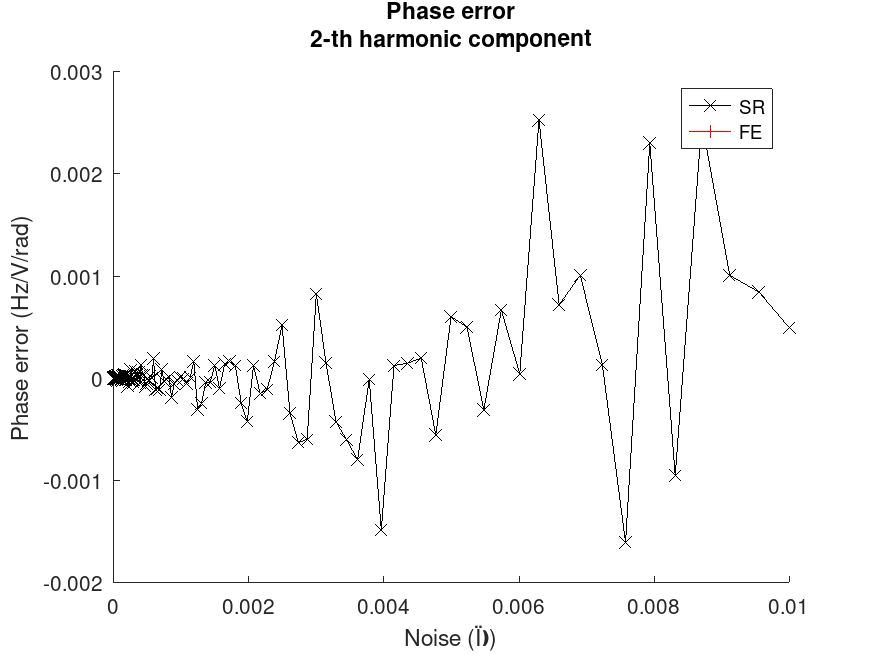 Phase error
2-th harmonic component
0.003
SR
FE
0.002
0.001
0
-0.001
-0.002
Phase error (Hz/V/rad)
0
0.002
0.004
0.006
0.008
0.01
Noise